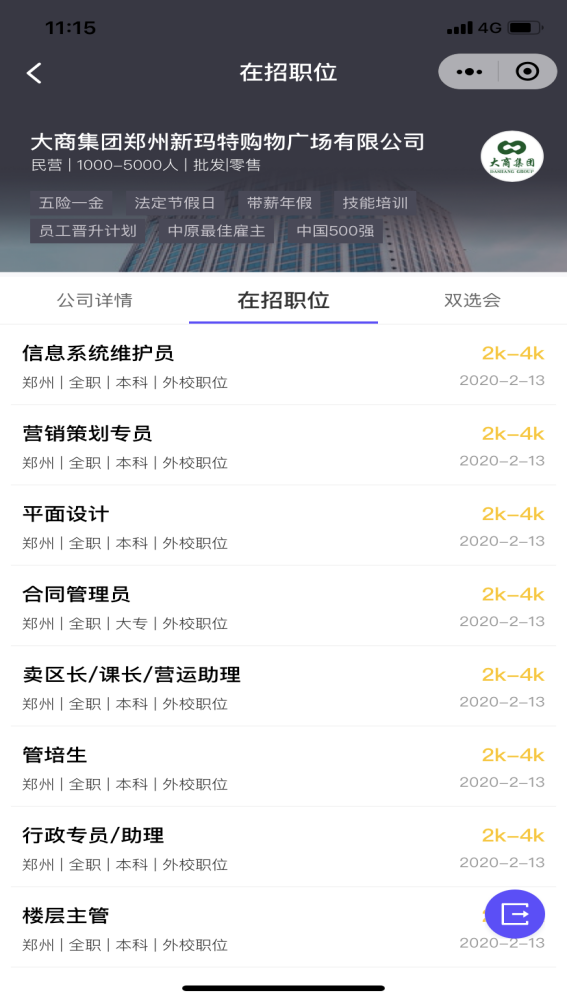 11:15
4G
在招职位
大商集团郑州新玛特购物广场有限公司
民营 | 1000-5000人 | 批发|零售
大商集团
DASHANG GROUP
五险一金 法定节假日 带薪年假 技能培训
员工晋升计划 中原最佳雇主 中国500强
公司详情 在招职位 双选会
信息系统维护员 2k-4k
郑州 | 全职 | 本科 | 外校职位 2020-2-13
营销策划专员 2k-4k
郑州 | 全职 | 本科 | 外校职位 2020-2-13
平面设计 2k-4k
郑州 | 全职 | 本科 | 外校职位 2020-2-13
合同管理员 2k-4k
郑州 | 全职 | 大专 | 外校职位 2020-2-13
卖区长/课长/营运助理 2k-4k
郑州 | 全职 | 本科 | 外校职位 2020-2-13
管培生 2k-4k
郑州 | 全职 | 本科 | 外校职位 2020-2-13
行政专员/助理 2k-4k
郑州 | 全职 | 本科 | 外校职位 2020-2-13
楼层主管
郑州 | 全职 | 本科 | 外校职位 2020-2-13